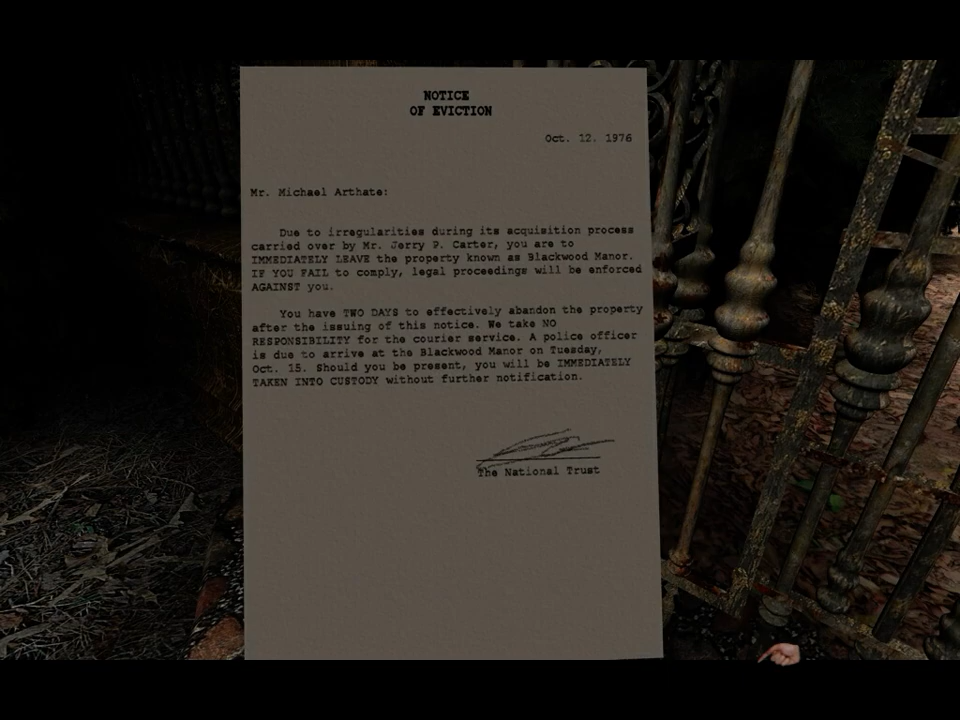 NOTICE
OF EVICTION
Oct. 12. 1976
Mr. Michael Arthate:
Due to irregularities during its acquisition process
carried over by Mr. Jerry P. Carter, you are to
IMMEDIATELY LEAVE the property known as Blackwood Manor.
IF YOU FAIL to comply, legal proceedings will be enforced
AGAINST you.
You have TWO DAYS to effectively abandon the property
after the issuing of this notice. We take NO
RESPONSIBILITY for the courier service. A police officer
is due to arrive at the Blackwood Manor on Tuesday,
Oct. 15. Should you be present, you will be IMMEDIATELY
TAKEN INTO CUSTODY without further notification.
The National Trust